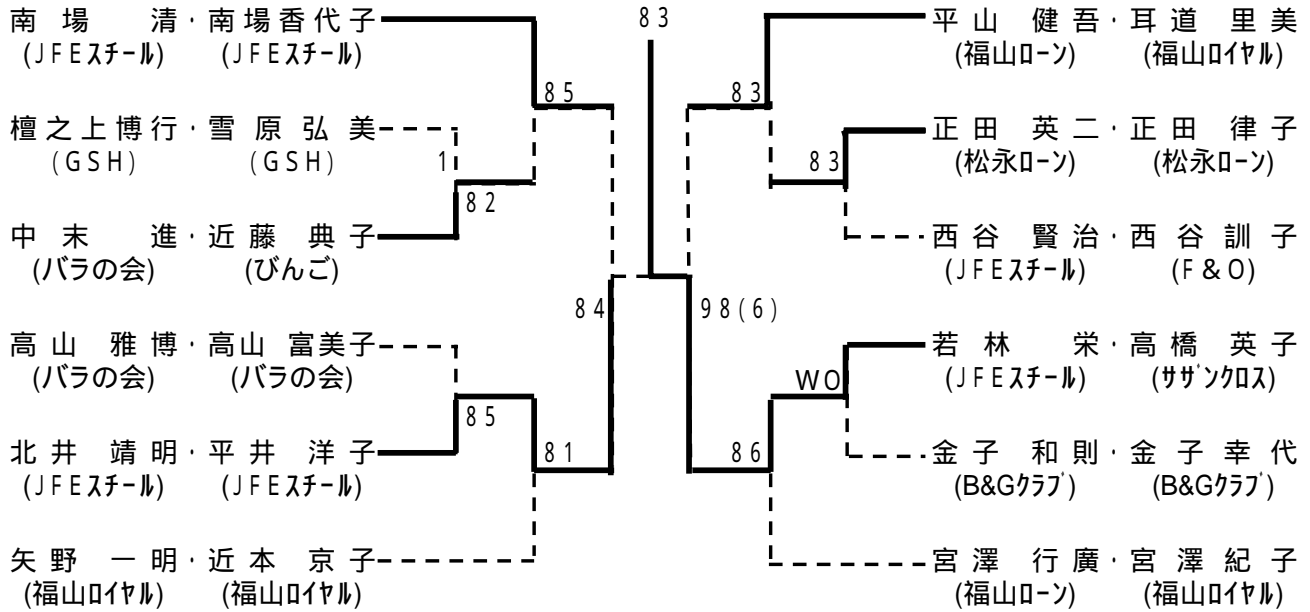 南場 清・南場香代子
(JFEスチール) (JFEスチール)
檀之上博行・雪原弘美
(GSH) (GSH)
中末 進・近藤典子
(バラの会) (びんご)
高山 雅博・高山 富美子
(バラの会) (バラの会)
北井 靖明・平井 洋子
(JFEスチール) (JFEスチール)
矢野 一明・近本 京子
(福山ロイヤル) (福山ロイヤル)
85
1
82
84
85
81
83
98(6)
83
83
WO
86
平山 健吾・耳道 里美
(福山ローン) (福山ロイヤル)
正田 英二・正田 律子
(松永ローン) (松永ローン)
西谷 賢治・西谷訓子
(JFEスチール) (F&O)
若林 栄・高橋 英子
(JFEスチール) (サザンクロス)
金子 和則・金子幸代
(B&Gクラブ) (B&Gクラブ)
宮澤 行廣・宮澤紀子
(福山ローン) (福山ロイヤル)